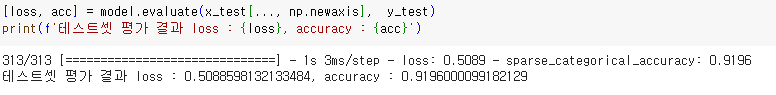 [loss, acc] = model.evaluate(x_test[..., np.newaxis], y_test)
print(f'테스트셋 평가 결과 loss : {loss}, accuracy : {acc}')
313/313 [==============================] - 1s 3ms/step - loss: 0.5089 - sparse_categorical_accuracy: 0.9196
테스트셋 평가 결과 loss : 0.5088598132133484, accuracy : 0.9196000099182129